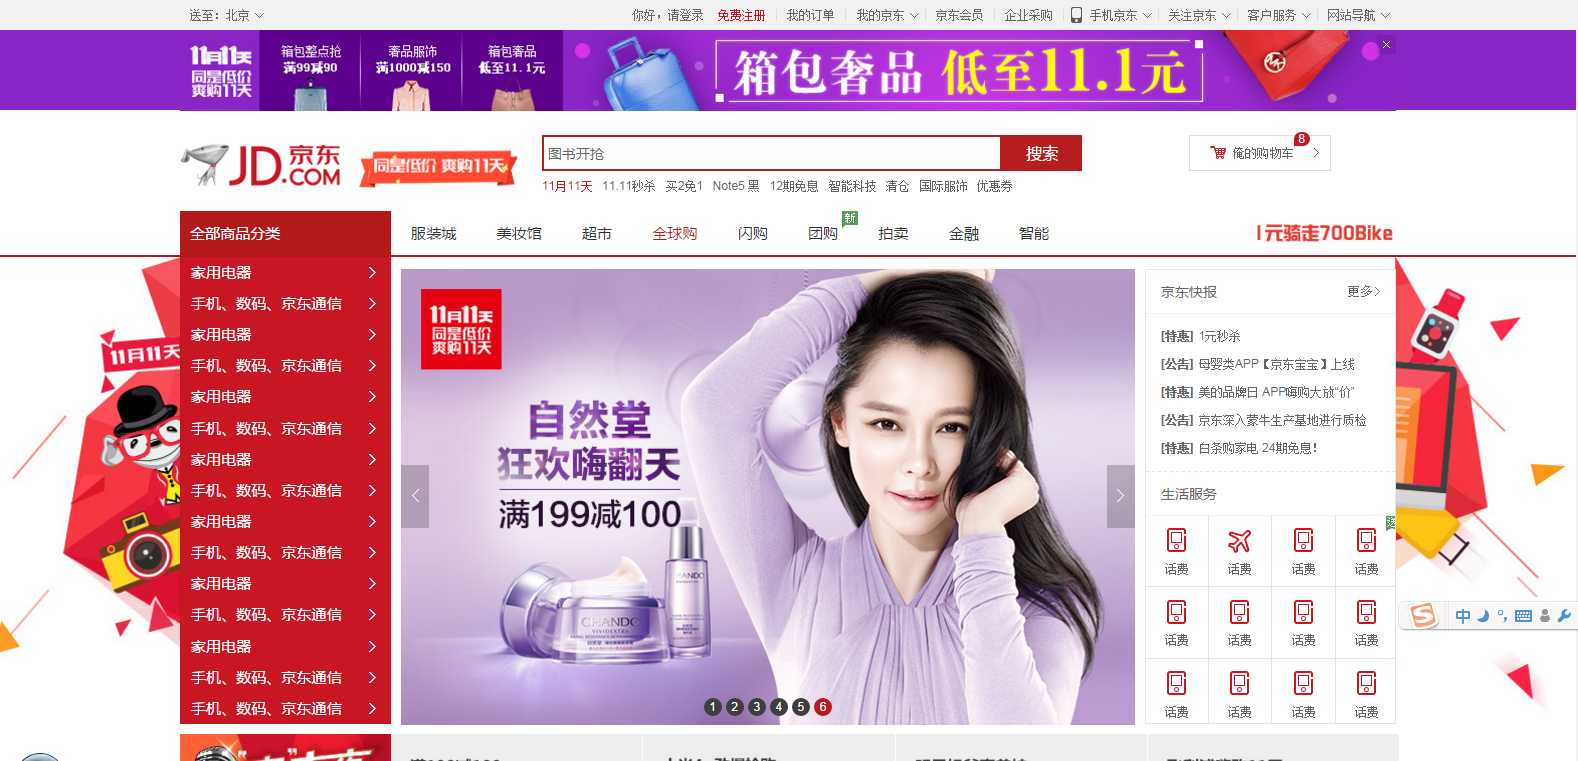 送至：北京
你好，请登录 免费注册 我的订单 我的京东 京东会员 企业采购 手机京东 关注京东 客户服务 网站导航
11月11天
同是低价
爽购11天
箱包整点抢
满99减90
奢品服饰
满1000减150
箱包奢品
低至11.1元
箱包奢品 低至11.1元
JD.COM 京东
同是低价 爽购11天
图书开抢
搜索
俺的购物车
8
11月11天 11.11秒杀 买2免1 Note5 黑 12期免息 智能科技 清仓 国际服饰 优惠券
全部商品分类
服装城 美妆馆 超市 全球购 闪购 团购 拍卖 金融 智能
新
1元骑走700Bike
家用电器
手机、数码、京东通信
家用电器
手机、数码、京东通信
家用电器
手机、数码、京东通信
家用电器
手机、数码、京东通信
家用电器
手机、数码、京东通信
家用电器
手机、数码、京东通信
家用电器
手机、数码、京东通信
手机、数码、京东通信
11月11天
11月11天
同是低价
爽购11天
自然堂
狂欢嗨翻天
满199减100
CHANDO
CHANDO
VIVIDEXTRA
1 2 3 4 5 6
京东快报
更多
[特惠] 1元秒杀
[公告] 母婴类APP【京东宝宝】上线
[特惠] 美的品牌日 APP嗨购大放“价”
[公告] 京东深入蒙牛生产基地进行质检
[特惠] 白条购家电 24期免息！
生活服务
话费 话费 话费 话费
话费 话费 话费 话费
话费 话费 话费 话费
中